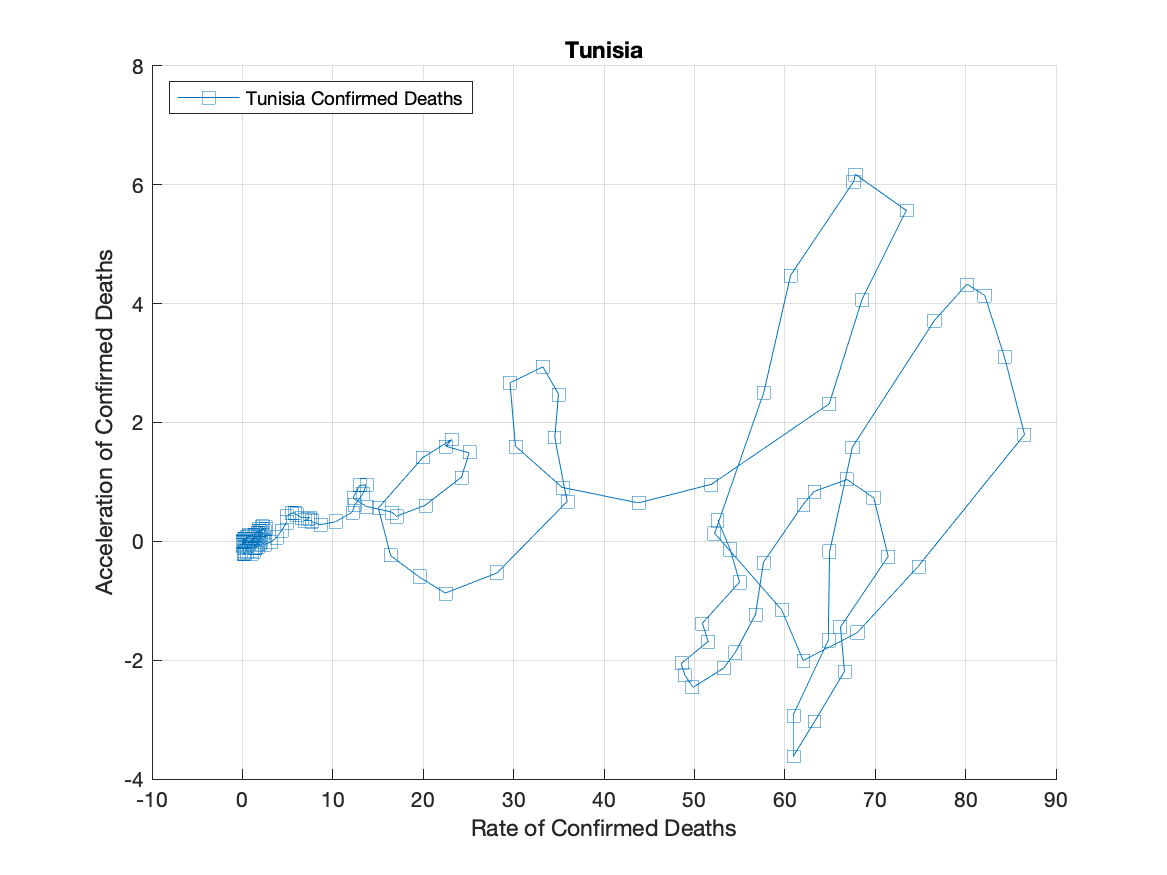 Tunisia
Tunisia Confirmed Deaths
8
6
4
2
0
-2
-4
Acceleration of Confirmed Deaths
-10 0 10 20 30 40 50 60 70 80 90
Rate of Confirmed Deaths